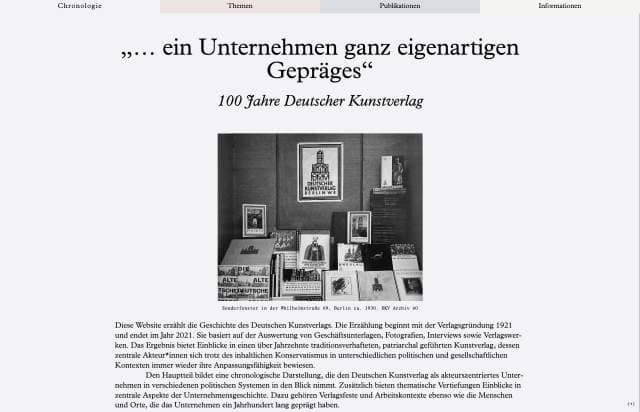 Chronologie
Themen
Publikationen
Informationen
„… ein Unternehmen ganz eigenartigen
Gepräges“
100 Jahre Deutscher Kunstverlag
DEUTSCHER
KUNSTVERLAG
BERLIN W8
DIE
ALTE
ALTE
Sonderfenster in der Wilhelmstraße 69, Berlin ca. 1930. DKV Archiv
Diese Website erzählt die Geschichte des Deutschen Kunstverlags. Die Erzählung beginnt mit der Verlagsgründung 1921
und endet im Jahr 2021. Sie basiert auf der Auswertung von Geschäftsunterlagen, Fotografien, Interviews sowie Verlagswer-
ken. Das Ergebnis bietet Einblicke in einen über Jahrzehnte traditionsverhafteten, patriarchal geführten Kunstverlag, dessen
zentrale Akteur*innen sich trotz des inhaltlichen Konservatismus in unterschiedlichen politischen und gesellschaftlichen
Kontexten immer wieder ihre Anpassungsfähigkeit bewiesen.
Den Hauptteil bildet eine chronologische Darstellung, die den Deutschen Kunstverlag als akteurszentriertes Unter-
nehmen in verschiedenen politischen Systemen in den Blick nimmt. Zusätzlich bieten thematische Vertiefungen Einblicke in
zentrale Aspekte der Unternehmensgeschichte. Dazu gehören Verlagsfeste und Arbeitskontexte ebenso wie die Menschen
und Orte, die das Unternehmen ein Jahrhundert lang geprägt haben.